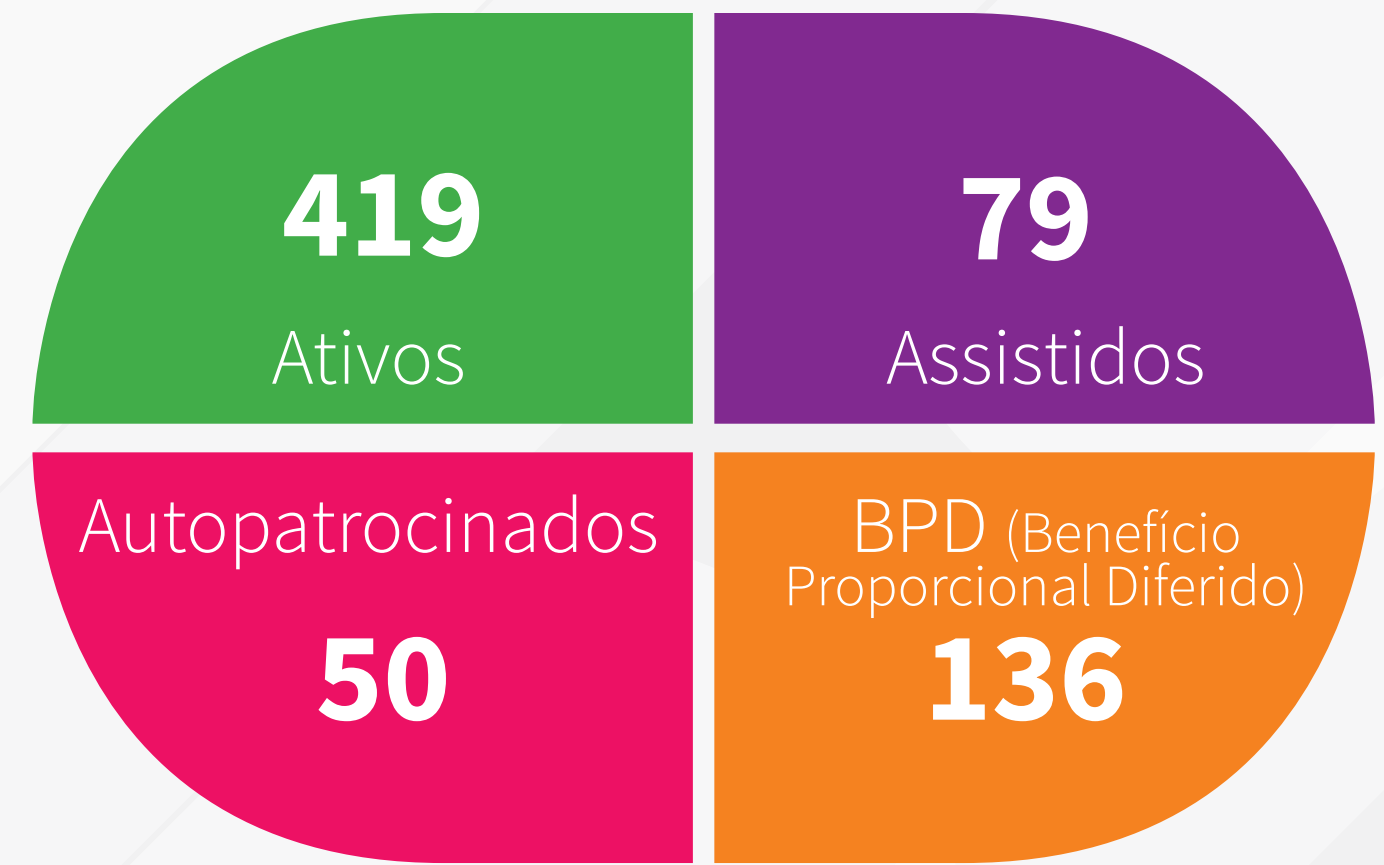 419
Ativos
79
Assistidos
Autopatrocinados
50
BPD (Benefício
Proporcional Diferido)
136